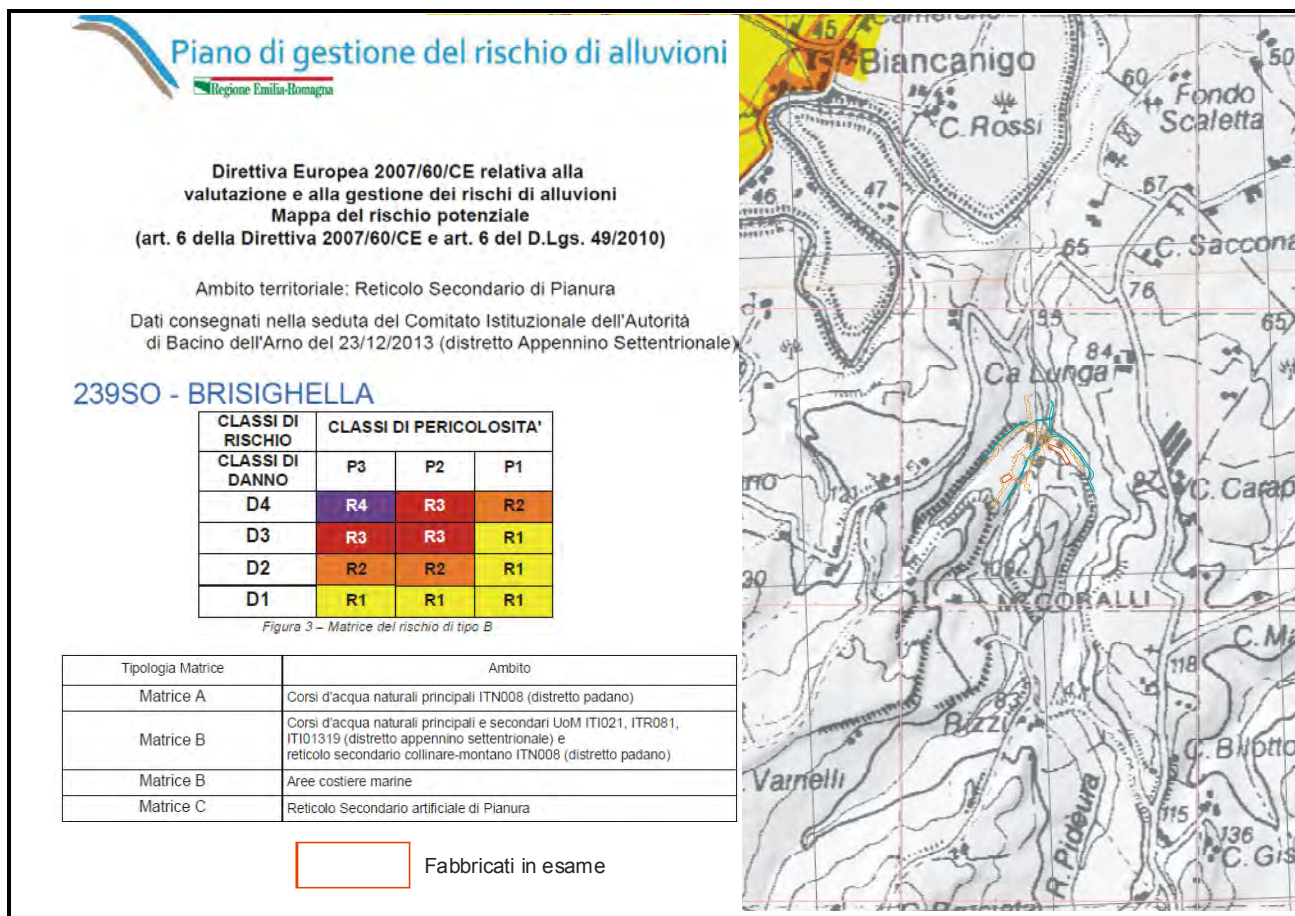 Piano di gestione del rischio di alluvioni
Regione Emilia-Romagna
Direttiva Europea 2007/60/CE relativa alla
valutazione e alla gestione dei rischi di alluvioni
Mappa del rischio potenziale
(art. 6 della Direttiva 2007/60/CE e art. 6 del D.Lgs. 49/2010)
Ambito territoriale: Reticolo Secondario di Pianura
Dati consegnati nella seduta del Comitato Istituzionale dell'Autorità
di Bacino dell'Arno del 23/12/2013 (distretto Appennino Settentrionale)
239SO - BRISIGHELLA
CLASSI DI RISCHIO CLASSI DI PERICOLOSITA'
CLASSI DI DANNO P3 P2 P1
D4 R4 R3 R2
D3 R3 R3 R1
D2 R2 R2 R1
D1 R1 R1 R1
Figura 3 – Matrice del rischio di tipo B
Tipologia Matrice Ambito
Matrice A Corsi d'acqua naturali principali ITN008 (distretto padano)
Matrice B Corsi d'acqua naturali principali e secondari UoM ITI021, ITR081,
ITI01319 (distretto appennino settentrionale) e
reticolo secondario collinare-montano ITN008 (distretto padano)
Matrice B Aree costiere marine
Matrice C Reticolo Secondario artificiale di Pianura
Fabbricati in esame
45
Biancanigo
50
60
Fondo
Scaletta
C. Rossi
46
47
67
65
C. Saccona
76
65
84
Ca Lunga
121
97
C. Carap
CORALLI
C. Ma
118
83
Rizzi
C. Bilotto
Varnelli
R. Pideura
115
136
C. Gis